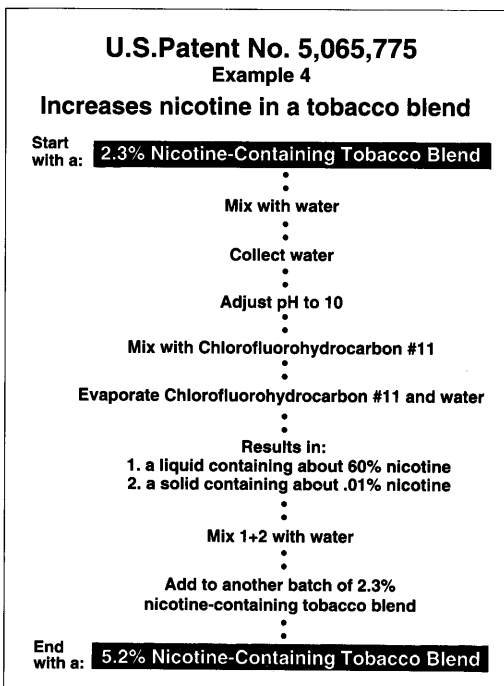 U.S.Patent No. 5,065,775
Example 4
Increases nicotine in a tobacco blend
Start
with a: 2.3% Nicotine-Containing Tobacco Blend
Mix with water
Collect water
Adjust pH to 10
Mix with Chlorofluorohydrocarbon #11
Evaporate Chlorofluorohydrocarbon #11 and water
Results in:
1. a liquid containing about 60% nicotine
2. a solid containing about .01% nicotine
Mix 1+2 with water
Add to another batch of 2.3%
nicotine-containing tobacco blend
End
with a: 5.2% Nicotine-Containing Tobacco Blend